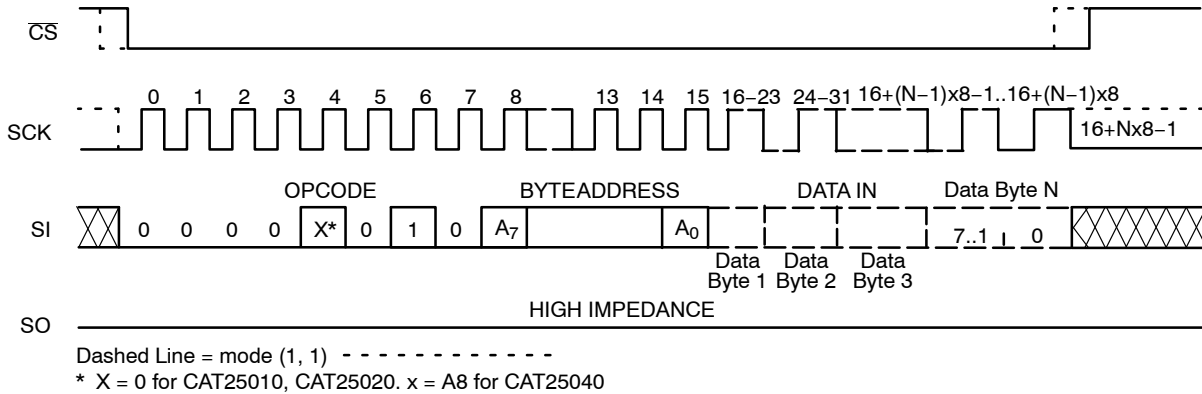 CS
0 1 2 3 4 5 6 7 8 13 14 15 16−23 24−31 16+(N−1)x8−1..16+(N−1)x8
SCK 16+Nx8−1
OPCODE BYTEADDRESS DATA IN Data Byte N
SI 0 0 0 0 X* 0 1 0 A7 A0 7..1 0
Data Byte 1 Data Byte 2 Data Byte 3
HIGH IMPEDANCE
SO
Dashed Line = mode (1, 1)
* X = 0 for CAT25010, CAT25020. x = A8 for CAT25040